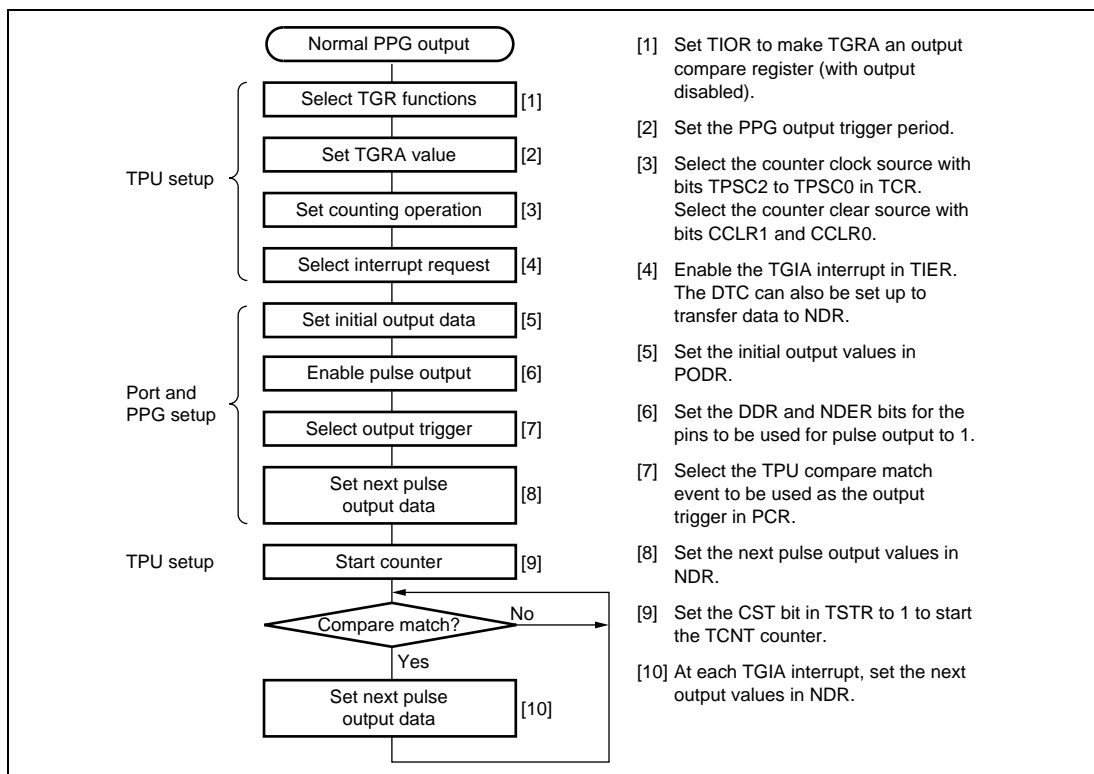 Normal PPG output
Select TGR functions [1]
Set TGRA value [2]
TPU setup
Set counting operation [3]
Select interrupt request [4]
Set initial output data [5]
Enable pulse output [6]
Port and
PPG setup
Select output trigger [7]
Set next pulse
output data
[8]
TPU setup
Start counter [9]
Compare match?
No
Yes
Set next pulse
output data
[10]
[1] Set TIOR to make TGRA an output
compare register (with output
disabled).
[2] Set the PPG output trigger period.
[3] Select the counter clock source with
bits TPSC2 to TPSC0 in TCR.
Select the counter clear source with
bits CCLR1 and CCLR0.
[4] Enable the TGIA interrupt in TIER.
The DTC can also be set up to
transfer data to NDR.
[5] Set the initial output values in
PODR.
[6] Set the DDR and NDER bits for the
pins to be used for pulse output to 1.
[7] Select the TPU compare match
event to be used as the output
trigger in PCR.
[8] Set the next pulse output values in
NDR.
[9] Set the CST bit in TSTR to 1 to start
the TCNT counter.
[10] At each TGIA interrupt, set the next
output values in NDR.